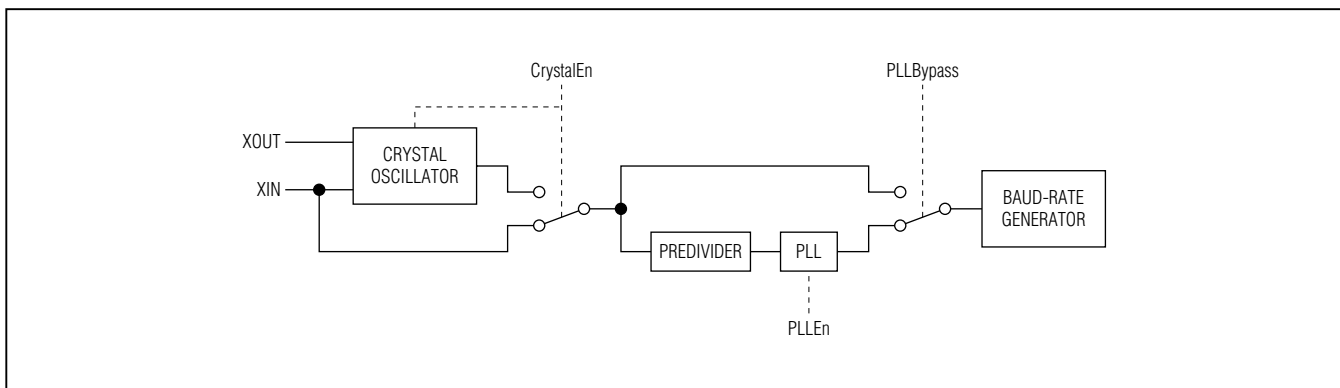 CrystalEn
PLLBypass
XOUT
CRYSTAL
OSCILLATOR
XIN
BAUD-RATE
GENERATOR
PREDIVIDER
PLL
PLLEn